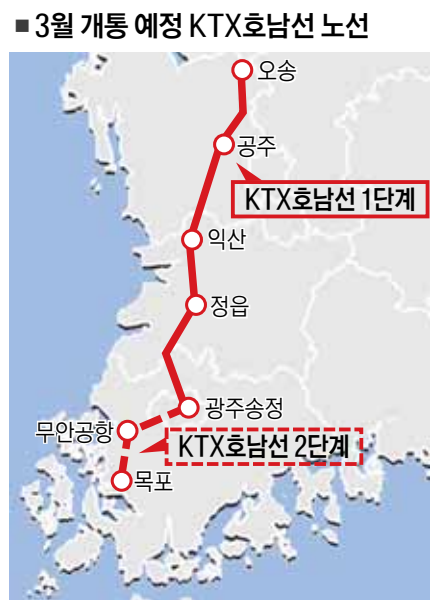 ■ 3월 개통 예정 KTX호남선 노선
오송
공주
KTX호남선 1단계
익산
정읍
광주송정
무안공항
KTX호남선 2단계
목포